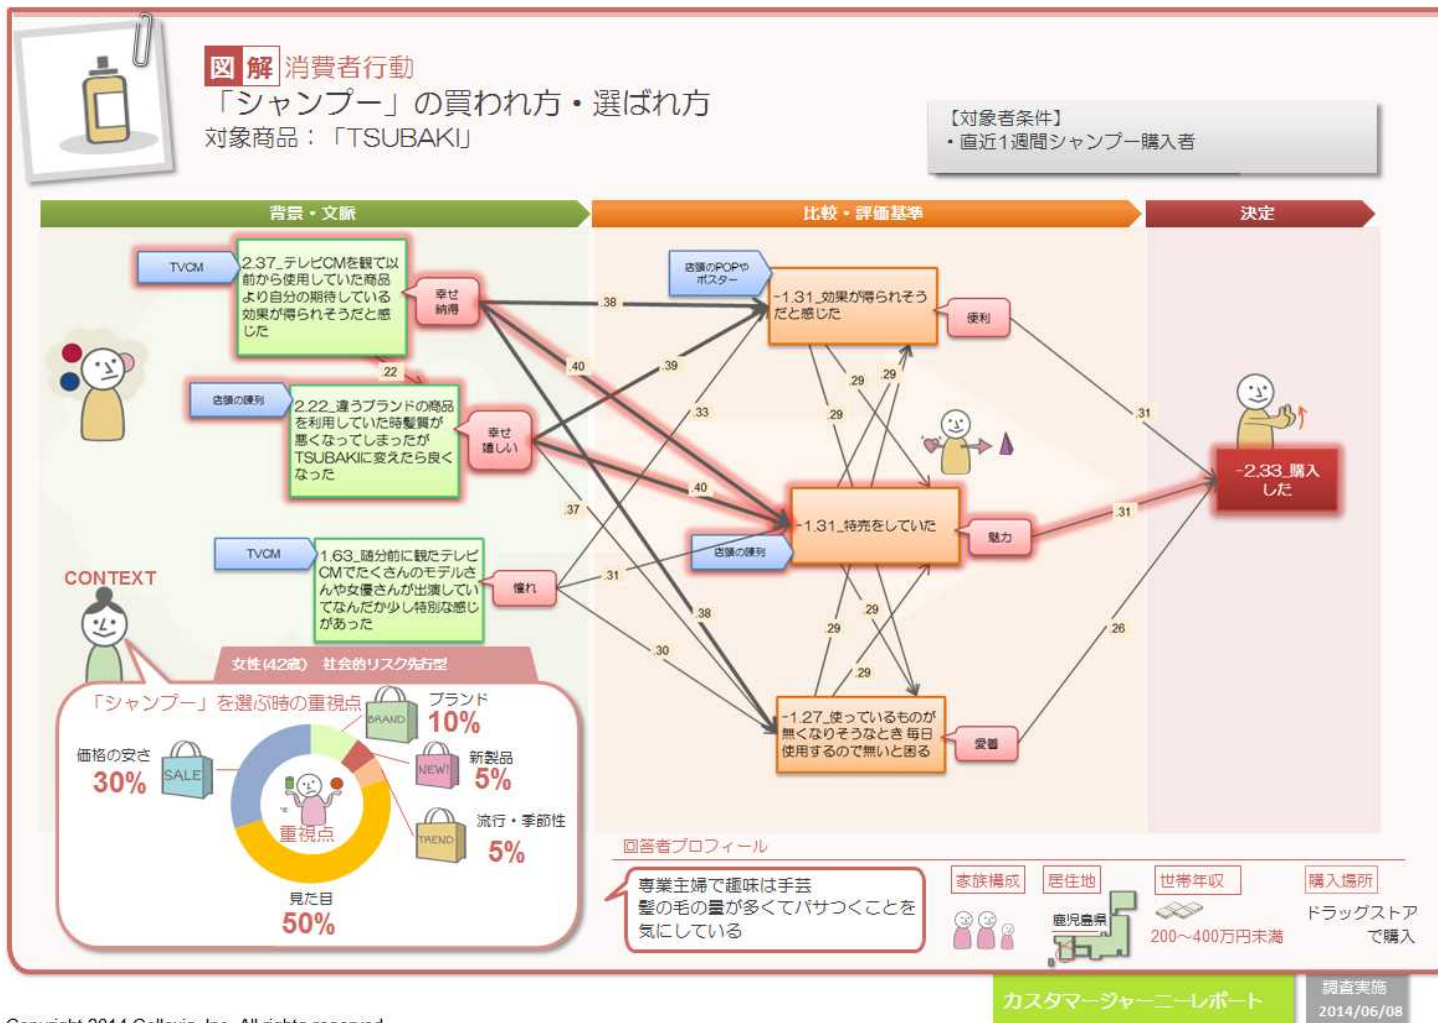 図解 消費者行動
「シャンプー」の買われ方・選ばれ方
対象商品：「TSUBAKI」
【対象者条件】
・直近1週間シャンプー購入者
背景・文脈
比較・評価基準
決定
TVCM
2.37_テレビCMを観て以
前から使用していた商品
より自分の期待している
効果が得られそうだと感
じた
幸せ
納得
.22
店頭の陳列
2.22_違うブランドの商品
を利用していた時髪質が
悪くなってしまったが
TSUBAKIに変えたら良く
なった
幸せ
嬉しい
TVCM
1.63_随分前に観たテレビ
CMでたくさんのモデルさ
んや女優さんが出演してい
てなんだか少し特別な感じ
があった
憧れ
.38
.40
.39
.33
.40
.37
.31
.38
.30
店頭のPOPや
ポスター
-1.31_効果が得られそう
だと感じた
便利
.29
.29
.29
店頭の陳列
-1.31_特売をしていた
魅力
.29
.29
.29
-1.27_使っているものが
無くなりそうなとき毎日
使用するので無いと困る
愛着
.31
.31
.26
-2.33_購入
した
CONTEXT
女性(42歳) 社会的リスク先行型
「シャンプー」を選ぶ時の重視点
ブランド
10%
BRAND
新製品
5%
NEW!
流行・季節性
5%
TREND
価格の安さ
30%
SALE
重視点
見た目
50%
回答者プロフィール
専業主婦で趣味は手芸
髪の毛の量が多くてパサつくことを
気にしている
家族構成
居住地
鹿児島県
世帯年収
200～400万円未満
購入場所
ドラッグストア
で購入
カスタマージャーニーレポート
調査実施
2014/06/08